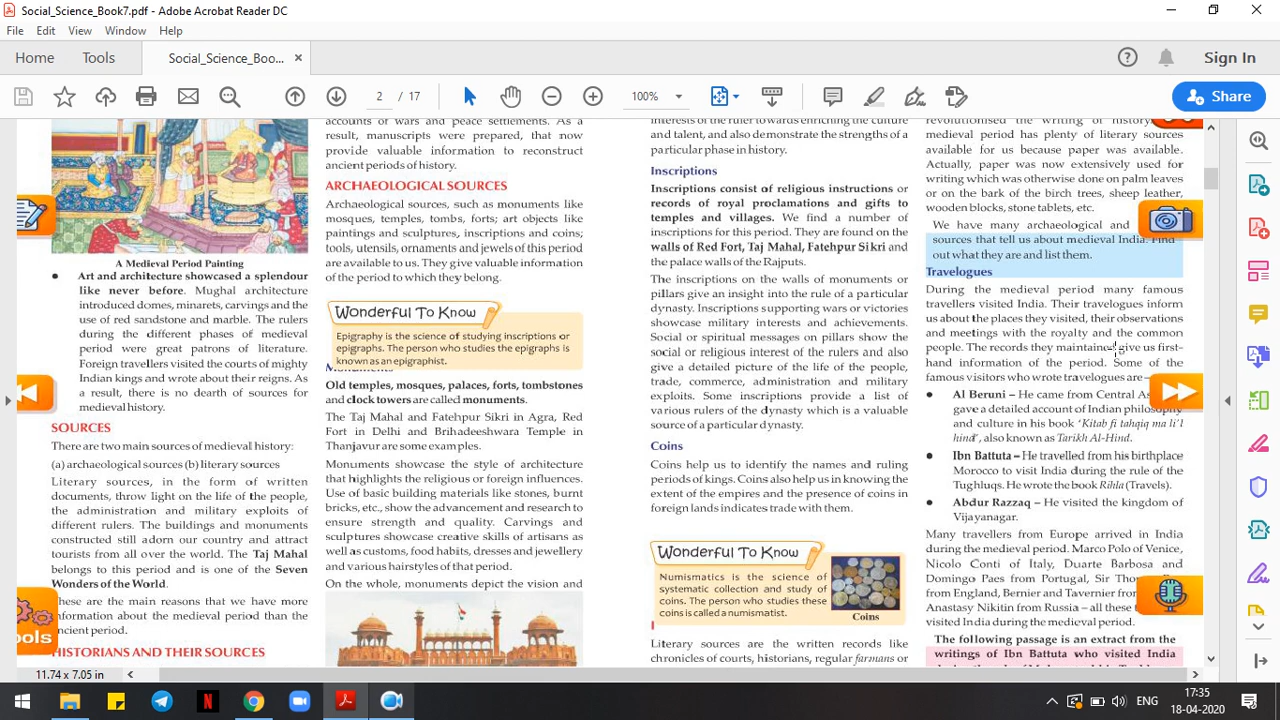 Social_Science_Book7.pdf - Adobe Acrobat Reader DC
File Edit View Window Help
Home Tools Social_Science_Boo... × Sign In
2 / 17 100% Share
A Medieval Period Painting
● Art and architecture showcased a splendour
like never before. Mughal architecture
introduced domes, minarets, carvings and the
use of red sandstone and marble. The rulers
during the different phases of medieval
period were great patrons of literature.
Foreign travellers visited the courts of mighty
Indian kings and wrote about their reigns. As
a result, there is no dearth of sources for
medieval history.
SOURCES
There are two main sources of medieval history:
(a) archaeological sources (b) literary sources
Literary sources, in the form of written
documents, throw light on the life of the people,
the administration and military exploits of
different rulers. The buildings and monuments
constructed still adorn our country and attract
tourists from all over the world. The Taj Mahal
belongs to this period and is one of the Seven
Wonders of the World.
These are the main reasons that we have more
information about the medieval period than the
ancient period.
HISTORIANS AND THEIR SOURCES
accounts of wars and peace settlements. As a
result, manuscripts were prepared, that now
provide valuable information to reconstruct
ancient periods of history.
ARCHAEOLOGICAL SOURCES
Archaeological sources, such as monuments like
mosques, temples, tombs, forts; art objects like
paintings and sculptures, inscriptions and coins;
tools, utensils, ornaments and jewels of this period
are available to us. They give valuable information
of the period to which they belong.
Wonderful To Know
Epigraphy is the science of studying inscriptions or
epigraphs. The person who studies the epigraphs is
known as an epigraphist.
Monuments
Old temples, mosques, palaces, forts, tombstones
and clock towers are called monuments.
The Taj Mahal and Fatehpur Sikri in Agra, Red
Fort in Delhi and Brihadeeshwara Temple in
Thanjavur are some examples.
Monuments showcase the style of architecture
that highlights the religious or foreign influences.
Use of basic building materials like stones, burnt
bricks, etc., show the advancement and research to
ensure strength and quality. Carvings and
sculptures showcase creative skills of artisans as
well as customs, food habits, dresses and jewellery
and various hairstyles of that period.
On the whole, monuments depict the vision and
interests of the ruler towards enriching the culture
and talent, and also demonstrate the strengths of a
particular phase in history.
Inscriptions
Inscriptions consist of religious instructions or
records of royal proclamations and gifts to
temples and villages. We find a number of
inscriptions for this period. They are found on the
walls of Red Fort, Taj Mahal, Fatehpur Sikri and
the palace walls of the Rajputs.
The inscriptions on the walls of monuments or
pillars give an insight into the rule of a particular
dynasty. Inscriptions supporting wars or victories
showcase military interests and achievements.
Social or spiritual messages on pillars show the
social or religious interest of the rulers and also
give a detailed picture of the life of the people,
trade, commerce, administration and military
exploits. Some inscriptions provide a list of
various rulers of the dynasty which is a valuable
source of a particular dynasty.
Coins
Coins help us to identify the names and ruling
periods of kings. Coins also help us in knowing the
extent of the empires and the presence of coins in
foreign lands indicates trade with them.
Wonderful To Know
Numismatics is the science of
systematic collection and study of
coins. The person who studies these
coins is called a numismatist.
Coins
Literary sources are the written records like
chronicles of courts, historians, regular farmans or
revolutionised the writing of history.
medieval period has plenty of literary sources
available for us because paper was available.
Actually, paper was now extensively used for
writing which was otherwise done on palm leaves
or on the bark of the birch trees, sheep leather,
wooden blocks, stone tablets, etc.
We have many archaeological and
sources that tell us about medieval India. Find
out what they are and list them.
Travelogues
During the medieval period many famous
travellers visited India. Their travelogues inform
us about the places they visited, their observations
and meetings with the royalty and the common
people. The records they maintained give us first-
hand information of the period. Some of the
famous visitors who wrote travelogues are—
● Al Beruni – He came from Central As
gave a detailed account of Indian philosophy
and culture in his book 'Kitab fi tahqiq ma li'l
hind', also known as Tarikh Al-Hind.
● Ibn Battuta – He travelled from his birthplace
Morocco to visit India during the rule of the
Tughluqs. He wrote the book Rihla (Travels).
● Abdur Razzaq – He visited the kingdom of
Vijayanagar.
Many travellers from Europe arrived in India
during the medieval period. Marco Polo of Venice,
Nicolo Conti of Italy, Duarte Barbosa and
Domingo Paes from Portugal, Sir Tho
from England, Bernier and Tavernier from
Anastasy Nikitin from Russia – all these t
visited India during the medieval period.
The following passage is an extract from the
writings of Ibn Battuta who visited India
ools
11.74 x 7.05 in
ENG 17:35
18-04-2020